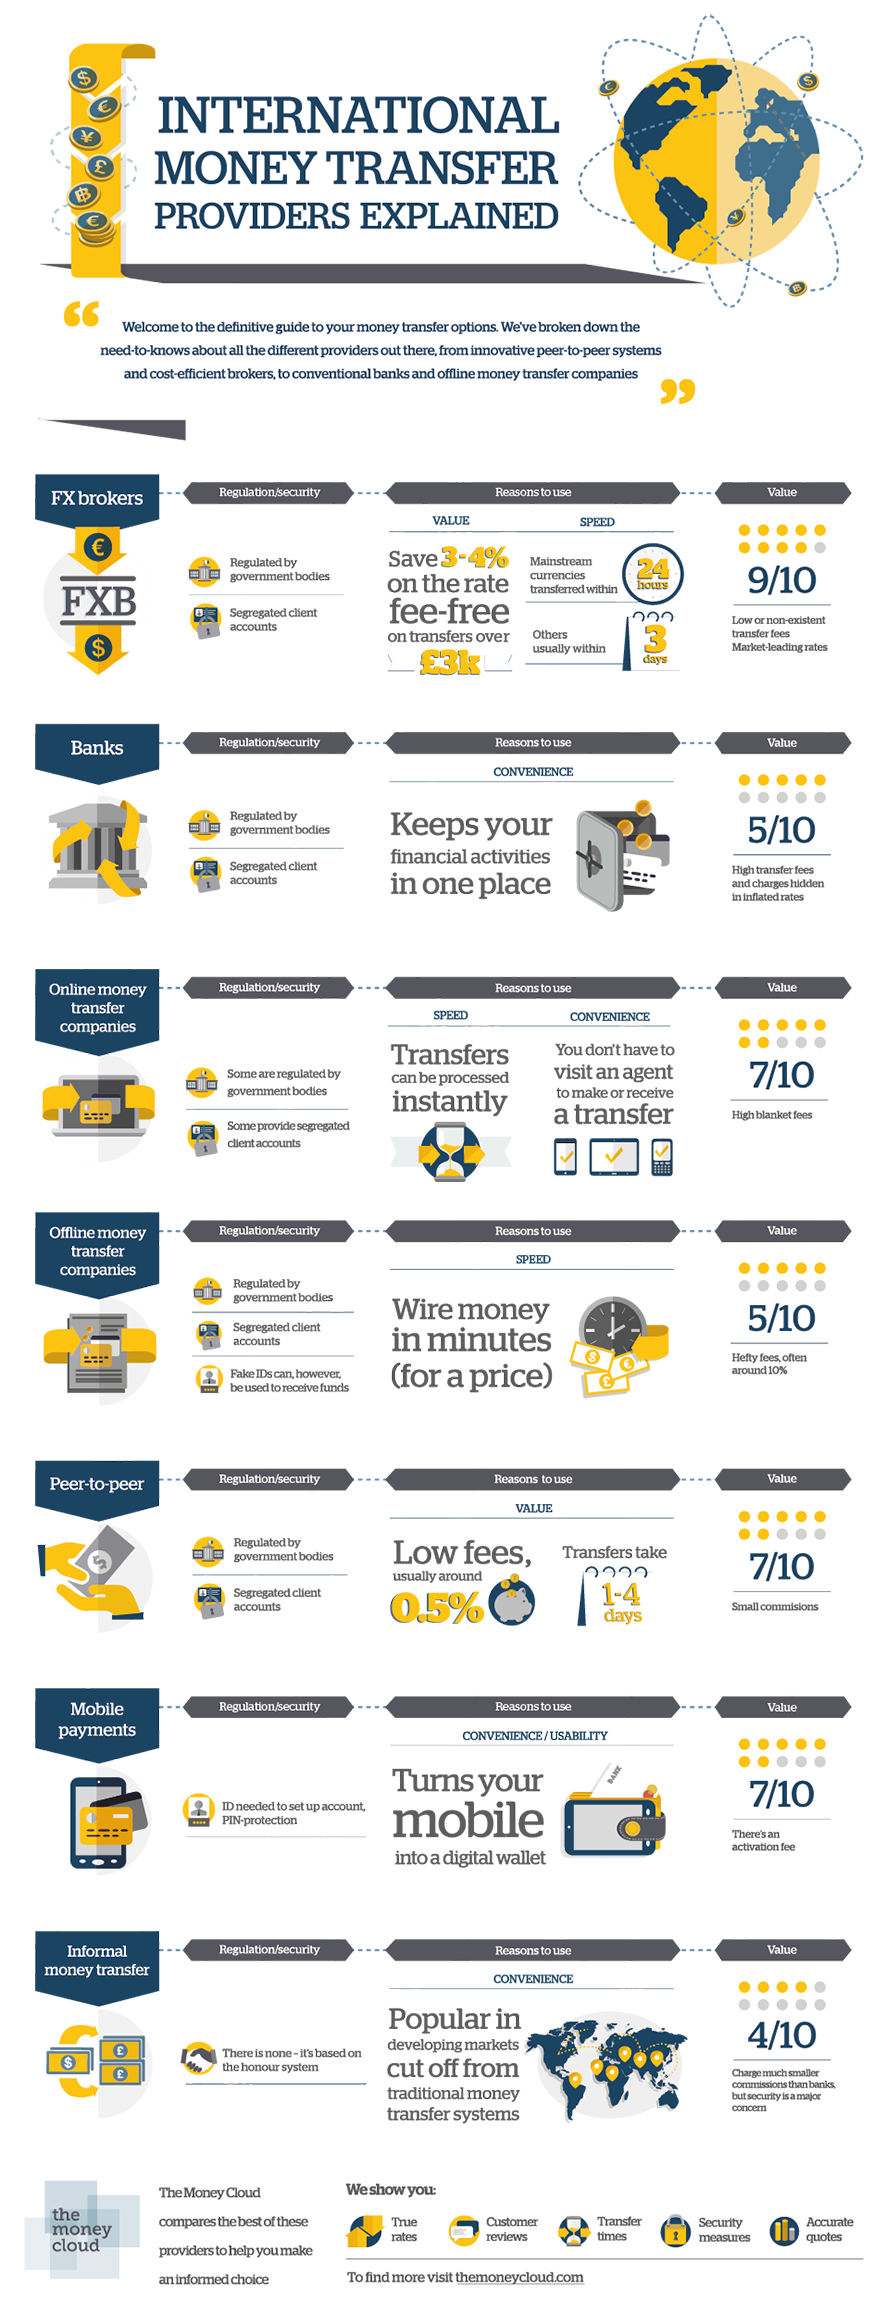 INTERNATIONAL
MONEY TRANSFER
PROVIDERS EXPLAINED
Welcome to the definitive guide to your money transfer options. We've broken down the
need-to-knows about all the different providers out there, from innovative peer-to-peer systems
and cost-efficient brokers, to conventional banks and offline money transfer companies
FX brokers
Regulation/security
Reasons to use
Value
FXB
Regulated by
government bodies
Segregated client
accounts
VALUE
Save 3-4%
on the rate
fee-free
on transfers over
£3k
SPEED
Mainstream
currencies
transferred within
24
hours
Others
usually within
3
days
9/10
Low or non-existent
transfer fees
Market-leading rates
Banks
Regulation/security
Reasons to use
Value
Regulated by
government bodies
Segregated client
accounts
CONVENIENCE
Keeps your
financial activities
in one place
5/10
High transfer fees
and charges hidden
in inflated rates
Online money
transfer
companies
Regulation/security
Reasons to use
Value
Some are regulated by
government bodies
Some provide segregated
client accounts
SPEED
Transfers
can be processed
instantly
CONVENIENCE
You don't have to
visit an agent
to make or receive
a transfer
7/10
High blanket fees
Offline money
transfer
companies
Regulation/security
Reasons to use
Value
Regulated by
government bodies
Segregated client
accounts
Fake IDs can, however,
be used to receive funds
SPEED
Wire money
in minutes
(for a price)
5/10
Hefty fees, often
around 10%
Peer-to-peer
Regulation/security
Reasons to use
Value
Regulated by
government bodies
Segregated client
accounts
VALUE
Low fees,
usually around
0.5%
Transfers take
1-4
days
7/10
Small commisions
Mobile
payments
Regulation/security
Reasons to use
Value
ID needed to set up account,
PIN-protection
CONVENIENCE / USABILITY
Turns your
mobile
into a digital wallet
BANK
7/10
There's an
activation fee
Informal
money transfer
Regulation/security
Reasons to use
Value
There is none – it's based on
the honour system
CONVENIENCE
Popular in
developing markets
cut off from
traditional money
transfer systems
4/10
Charge much smaller
commissions than banks,
but security is a major
concern
the
money
cloud
The Money Cloud
compares the best of these
providers to help you make
an informed choice
We show you:
True
rates
Customer
reviews
Transfer
times
Security
measures
Accurate
quotes
To find more visit themoneycloud.com